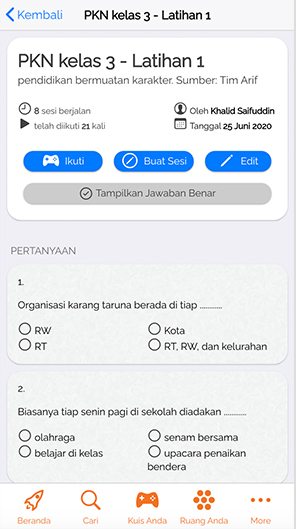 Kembali PKN kelas 3 - Latihan 1
PKN kelas 3 - Latihan 1
pendidikan bermuatan karakter. Sumber: Tim Arif
8 sesi berjalan
Oleh Khalid Saifuddin
telah diikuti 21 kali
Tanggal 25 Juni 2020
Ikuti
Buat Sesi
Edit
Tampilkan Jawaban Benar
PERTANYAAN
1.
Organisasi karang taruna berada di tiap ............
RW
Kota
RT
RT, RW, dan kelurahan
2.
Biasanya tiap senin pagi di sekolah diadakan ............
olahraga
senam bersama
belajar di kelas
upacara penaikan
bendera
Beranda
Cari
Kuis Anda
Ruang Anda
More